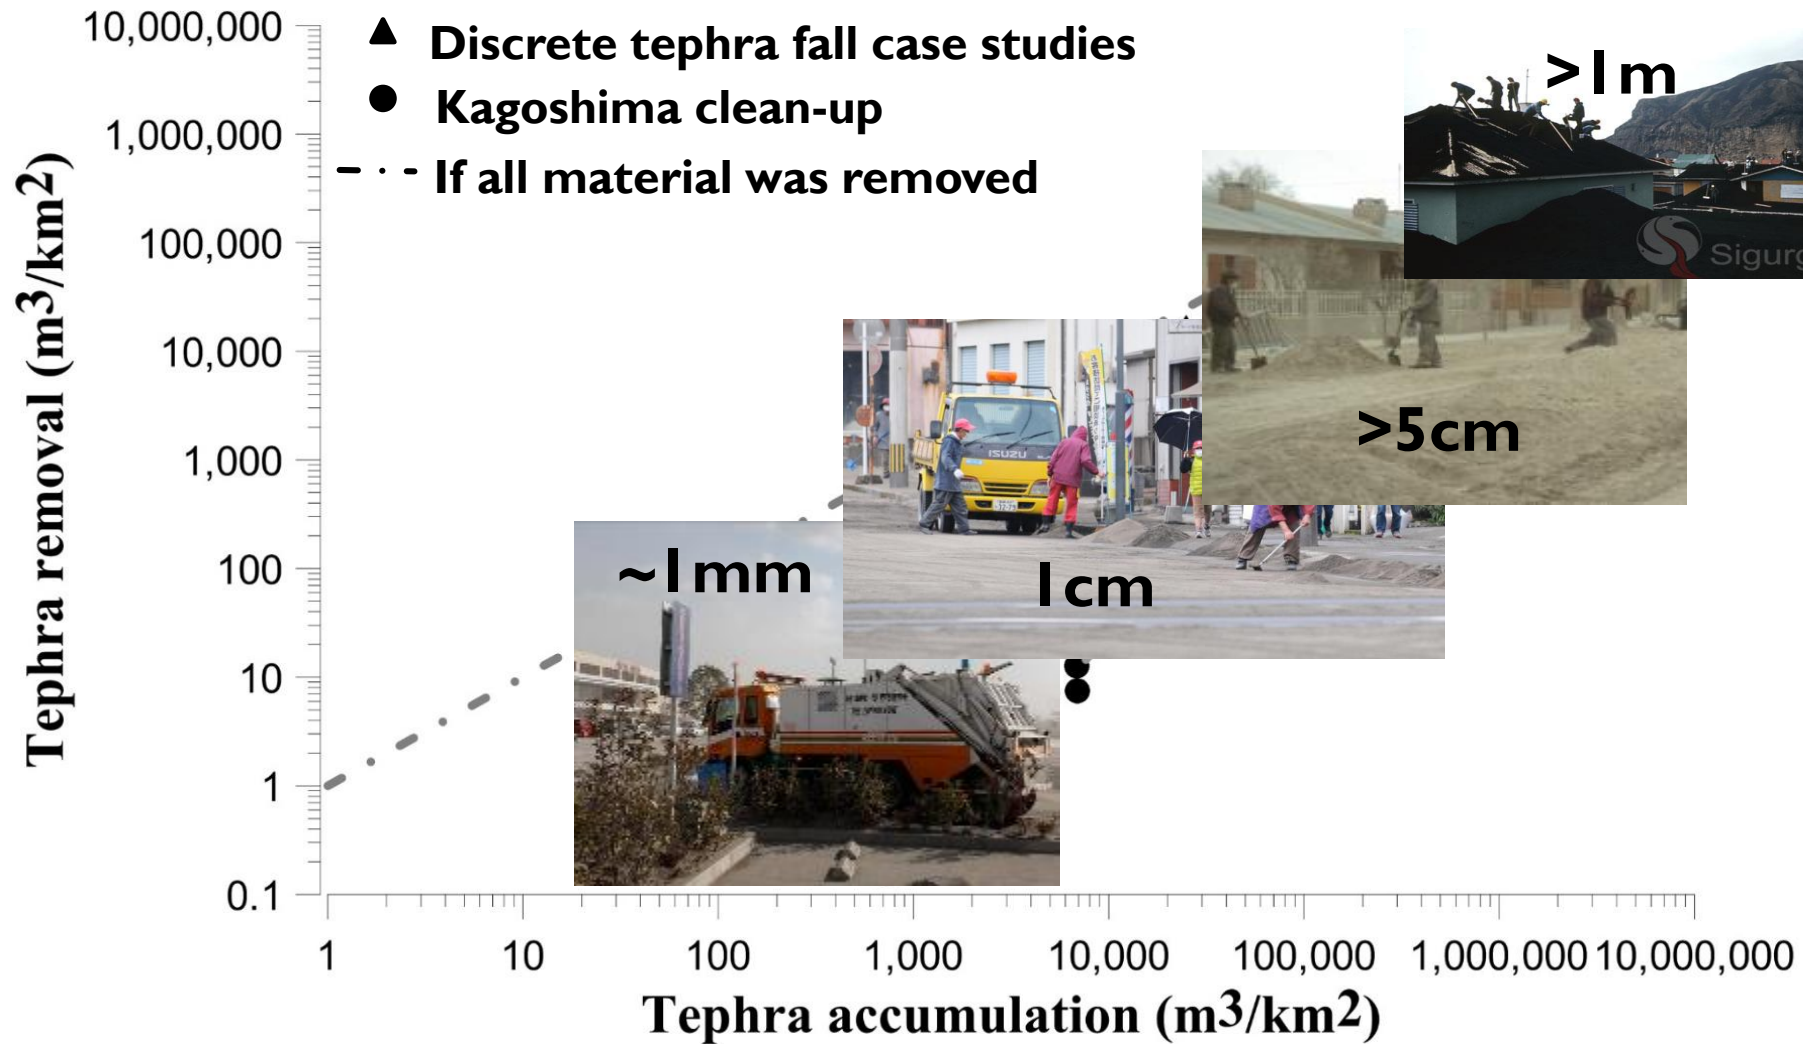 10,000,000
1,000,000
100,000
10,000
1,000
100
10
1
0.1
Tephra removal (m3/km2)
Discrete tephra fall case studies
Kagoshima clean-up
If all material was removed
>1m
Sigurg
>5cm
ISUZU
1cm
~1mm
1
10
100
1,000
10,000
100,000
1,000,000
10,000,000
Tephra accumulation (m3/km2)